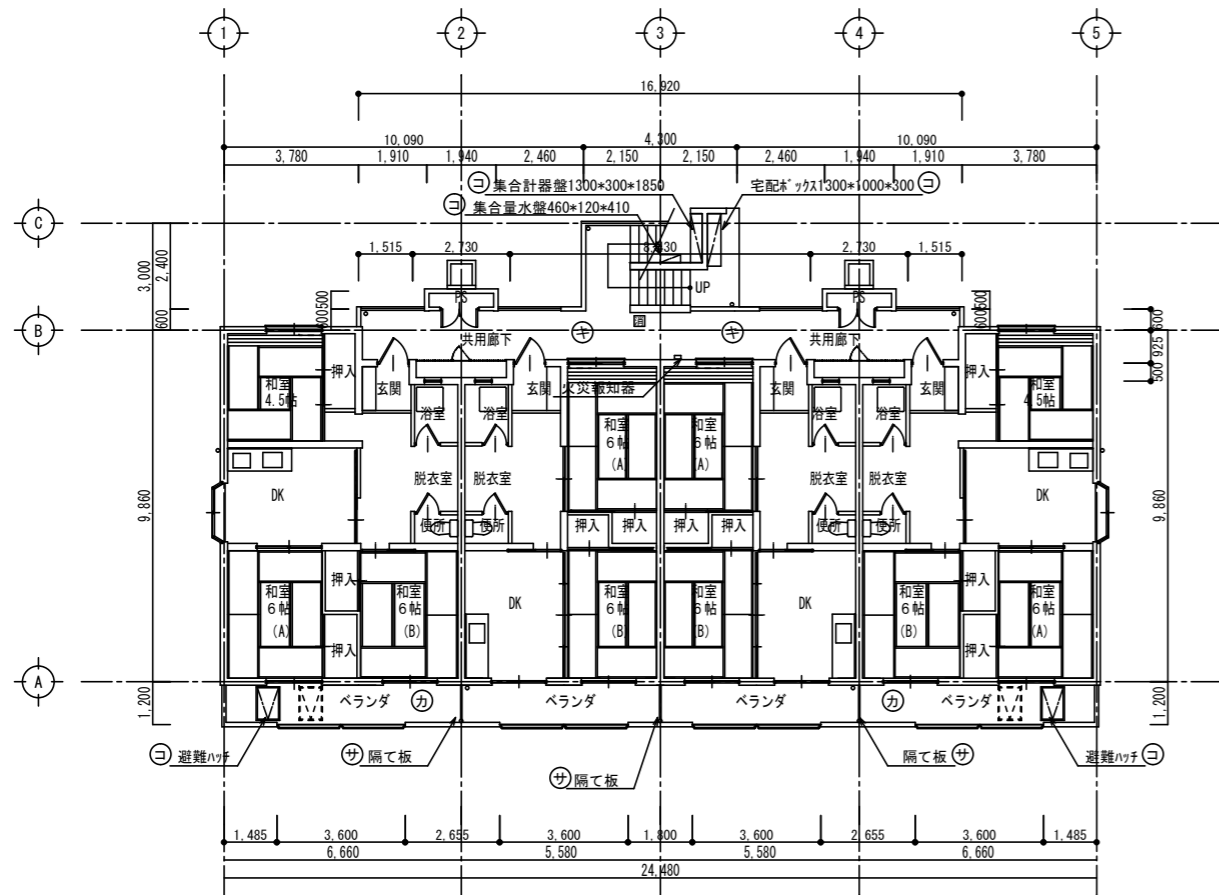 1 2 3 4 5
16,920
10,090 4,300 10,090
3,780 1,910 1,940 2,460 2,150 2,150 2,460 1,940 1,910 3,780
コ 集合計器盤1300*300*1850 宅配ボックス1300*1000*300 コ
コ 集合量水盤460*120*410
C
1,515 2,730 2,730 1,515
3,000 2,400
UP
PS PS
600 500 600 500
600 600
B
消
キ キ
共用廊下 共用廊下
925
500
押入 玄関 玄関 火災報知器 玄関 玄関 押入
和室 4.5帖 和室 4.5帖
浴室 浴室 浴室 浴室
和室 6帖 (A) 和室 6帖 (A)
脱衣室 脱衣室 脱衣室 脱衣室
DK DK
9,860 9,860
便所 便所 押入 押入 押入 押入 便所 便所
押入 押入
和室 6帖 (A) 和室 6帖 (B) DK 和室 6帖 (B) 和室 6帖 (B) DK 和室 6帖 (B) 和室 6帖 (A)
押入 押入
A
1,200 1,200
ベランダ カ ベランダ ベランダ カ ベランダ
コ 避難ハッチ サ 隔て板 隔て板 サ 避難ハッチ コ
サ 隔て板
1,485 3,600 2,655 3,600 1,800 3,600 2,655 3,600 1,485
6,660 5,580 5,580 6,660
24,480